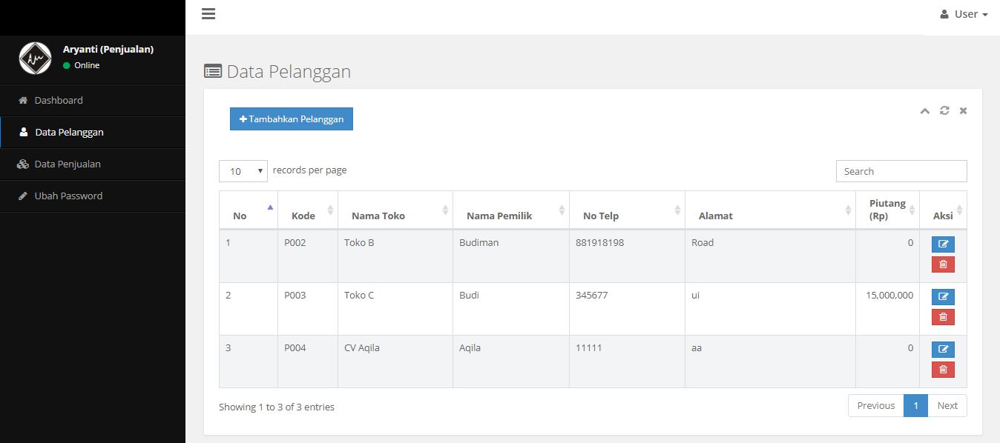 User
Aryanti (Penjualan)
Online
Dashboard
Data Pelanggan
Data Penjualan
Ubah Password
Data Pelanggan
Tambahkan Pelanggan
10 records per page
Search
No Kode Nama Toko Nama Pemilik No Telp Alamat Piutang (Rp) Aksi
1 P002 Toko B Budiman 881918198 Road 0
2 P003 Toko C Budi 345677 ui 15,000,000
3 P004 CV Aqila Aqila 11111 aa 0
Showing 1 to 3 of 3 entries
Previous 1 Next